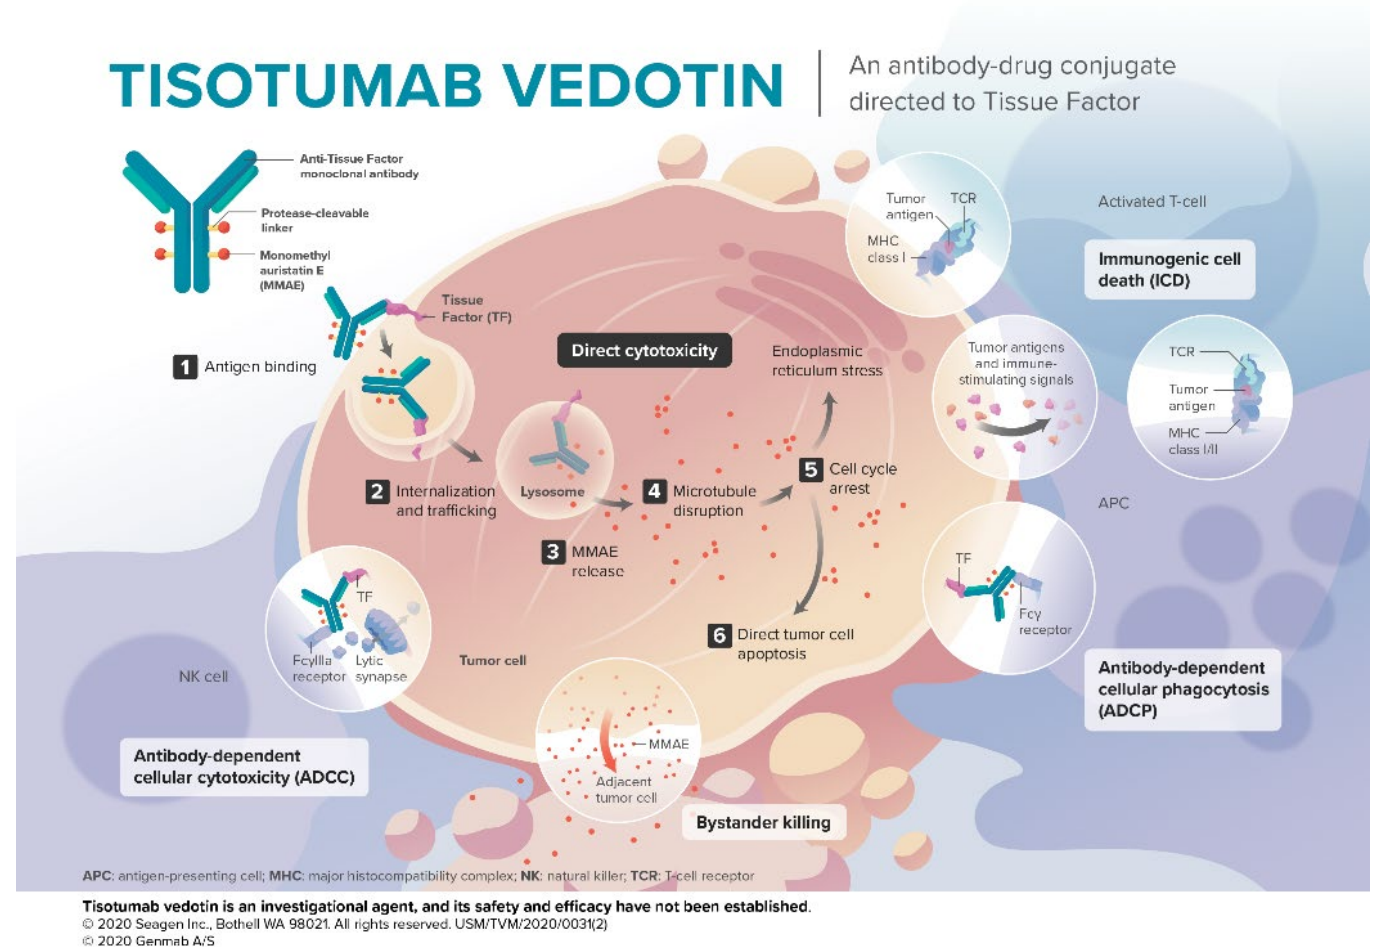 TISOTUMAB VEDOTIN
An antibody-drug conjugate
directed to Tissue Factor
Anti-Tissue Factor
monoclonal antibody
Protease-cleavable
linker
Monomethyl
auristatin E
(MMAE)
Tissue
Factor (TF)
1 Antigen binding
2 Internalization
and trafficking
Lysosome
3 MMAE
release
Direct cytotoxicity
4 Microtubule
disruption
5 Cell cycle
arrest
Endoplasmic
reticulum stress
6 Direct tumor cell
apoptosis
Tumor cell
Tumor
antigen
TCR
MHC
class I
Activated T-cell
Immunogenic cell
death (ICD)
Tumor antigens
and immune-
stimulating signals
TCR
Tumor
antigen
MHC
class I/II
APC
TF
Fcγ
receptor
Antibody-dependent
cellular phagocytosis
(ADCP)
TF
FcγIIIa
receptor
Lytic
synapse
NK cell
Antibody-dependent
cellular cytotoxicity (ADCC)
MMAE
Adjacent
tumor cell
Bystander killing
APC: antigen-presenting cell; MHC: major histocompatibility complex; NK: natural killer; TCR: T-cell receptor
Tisotumab vedotin is an investigational agent, and its safety and efficacy have not been established.
© 2020 Seagen Inc., Bothell WA 98021. All rights reserved. USM/TVM/2020/0031(2)
© 2020 Genmab A/S